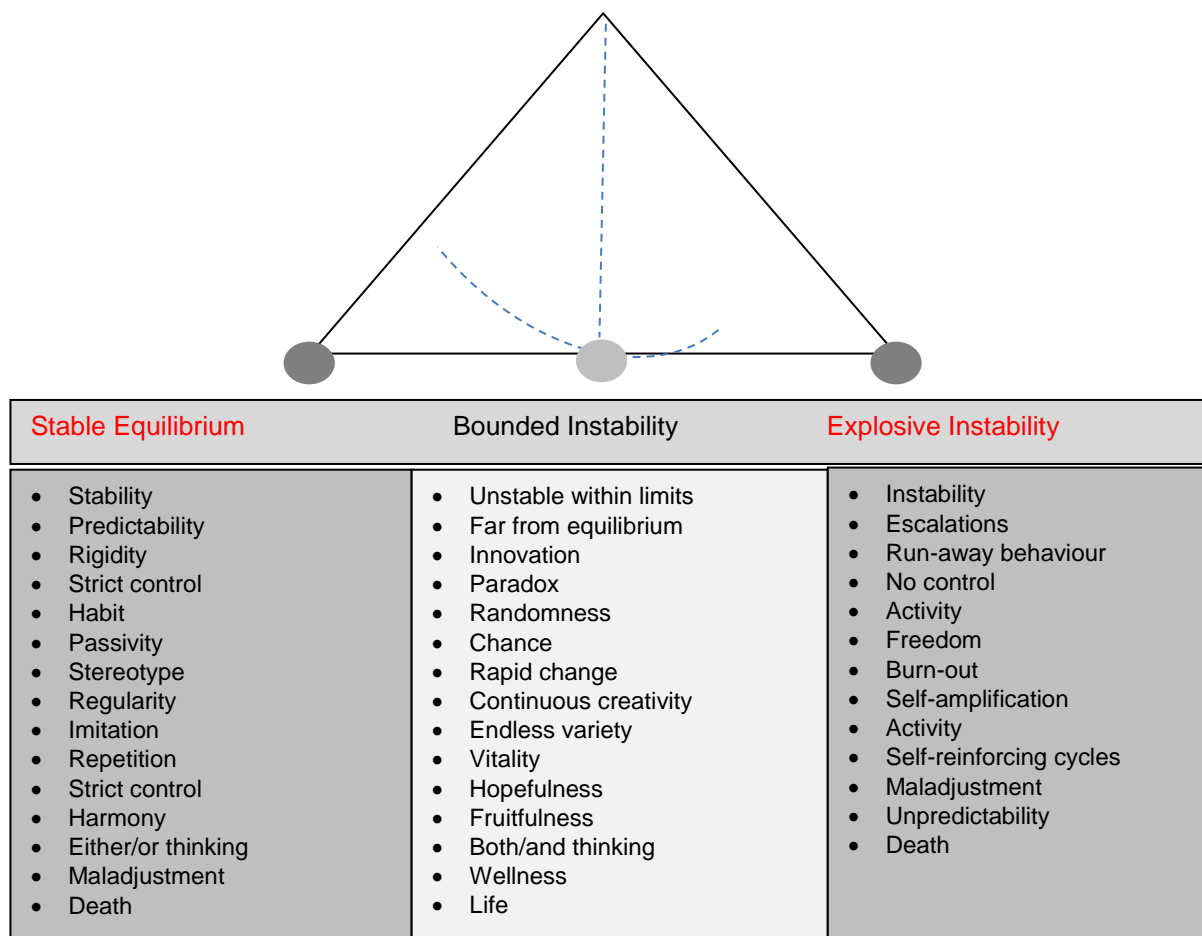 Stable Equilibrium
Bounded Instability
Explosive Instability
• Stability
• Predictability
• Rigidity
• Strict control
• Habit
• Passivity
• Stereotype
• Regularity
• Imitation
• Repetition
• Strict control
• Harmony
• Either/or thinking
• Maladjustment
• Death
• Unstable within limits
• Far from equilibrium
• Innovation
• Paradox
• Randomness
• Chance
• Rapid change
• Continuous creativity
• Endless variety
• Vitality
• Hopefulness
• Fruitfulness
• Both/and thinking
• Wellness
• Life
• Instability
• Escalations
• Run-away behaviour
• No control
• Activity
• Freedom
• Burn-out
• Self-amplification
• Activity
• Self-reinforcing cycles
• Maladjustment
• Unpredictability
• Death